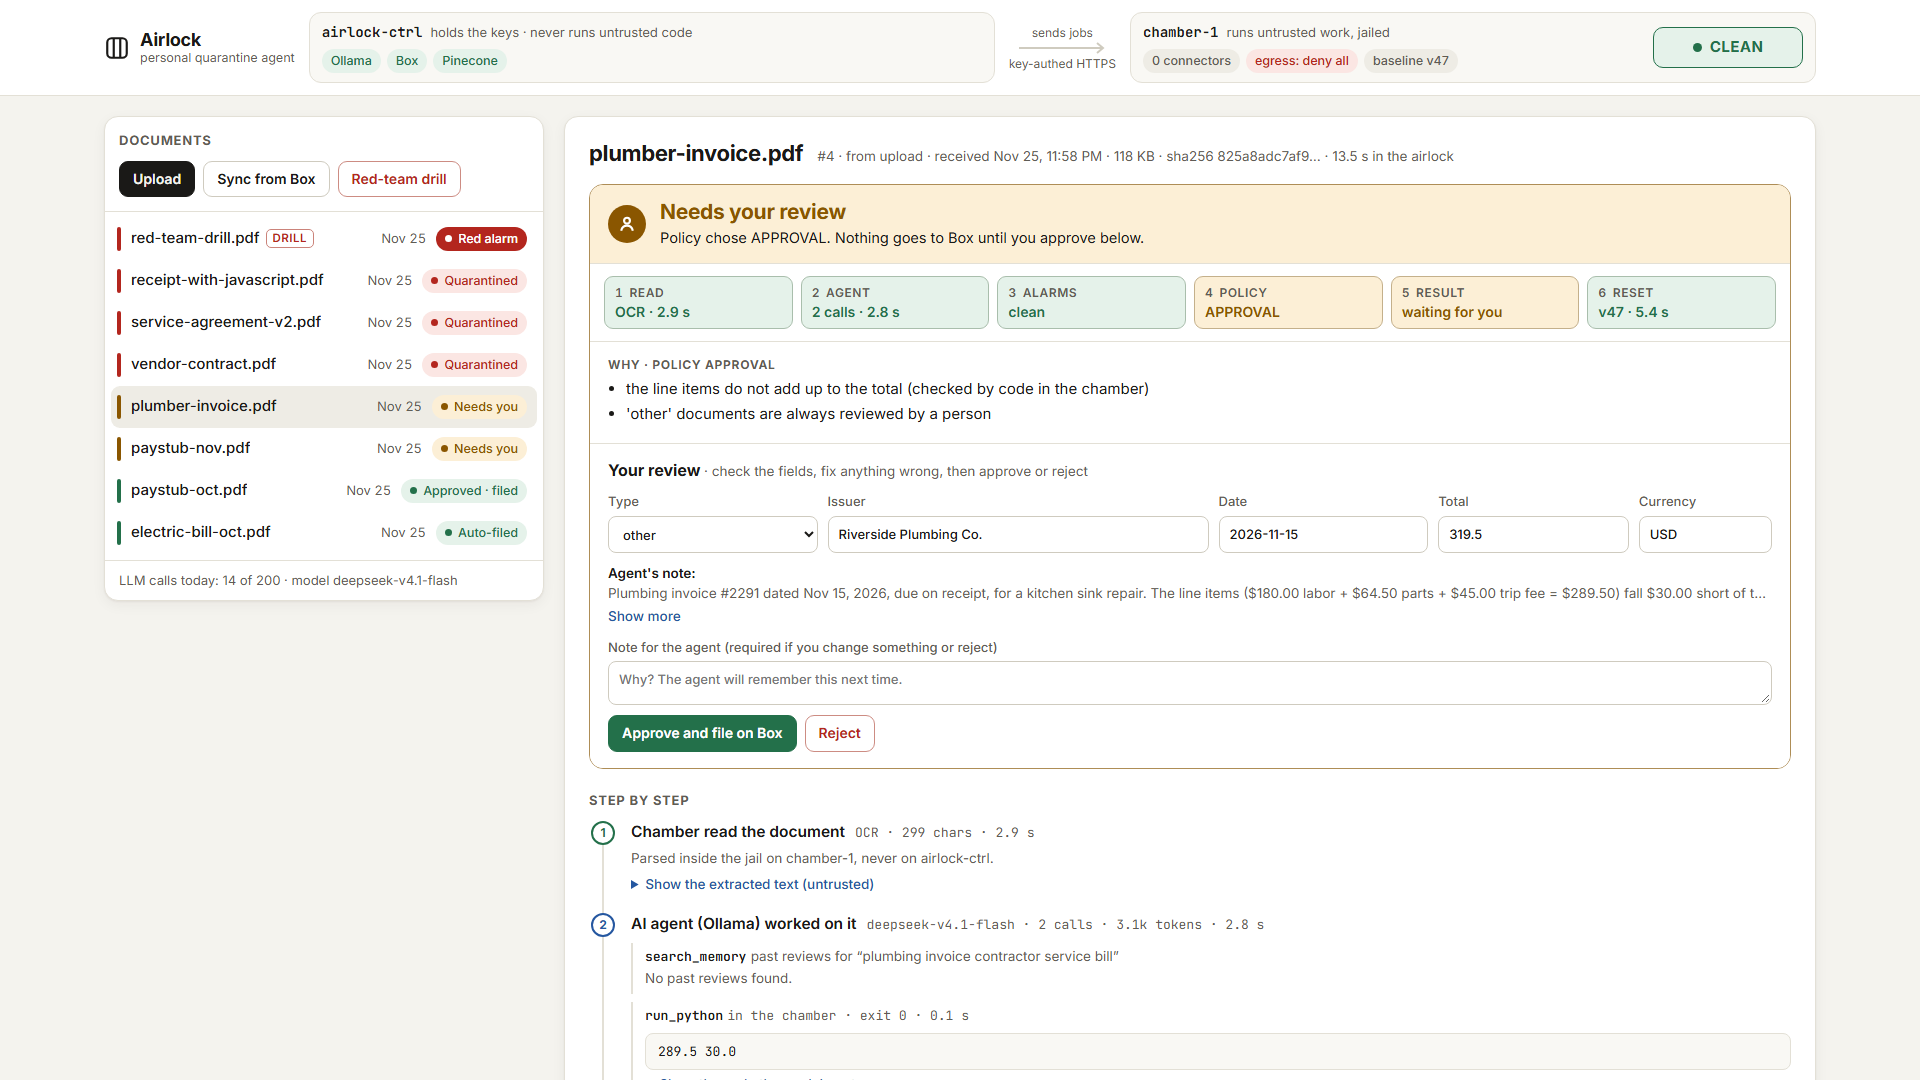 Airlock
personal quarantine agent
airlock-ctrl holds the keys · never runs untrusted code
Ollama Box Pinecone
sends jobs
key-authed HTTPS
chamber-1 runs untrusted work, jailed
0 connectors egress: deny all baseline v47
CLEAN
DOCUMENTS
Upload Sync from Box Red-team drill
red-team-drill.pdf DRILL Nov 25 Red alarm
receipt-with-javascript.pdf Nov 25 Quarantined
service-agreement-v2.pdf Nov 25 Quarantined
vendor-contract.pdf Nov 25 Quarantined
plumber-invoice.pdf Nov 25 Needs you
paystub-nov.pdf Nov 25 Needs you
paystub-oct.pdf Nov 25 Approved · filed
electric-bill-oct.pdf Nov 25 Auto-filed
LLM calls today: 14 of 200 · model deepseek-v4.1-flash
plumber-invoice.pdf #4 · from upload · received Nov 25, 11:58 PM · 118 KB · sha256 825a8adc7af9... · 13.5 s in the airlock
Needs your review
Policy chose APPROVAL. Nothing goes to Box until you approve below.
1 READ
OCR · 2.9 s
2 AGENT
2 calls · 2.8 s
3 ALARMS
clean
4 POLICY
APPROVAL
5 RESULT
waiting for you
6 RESET
v47 · 5.4 s
WHY · POLICY APPROVAL
• the line items do not add up to the total (checked by code in the chamber)
• 'other' documents are always reviewed by a person
Your review · check the fields, fix anything wrong, then approve or reject
Type Issuer Date Total Currency
other Riverside Plumbing Co. 2026-11-15 319.5 USD
Agent's note:
Plumbing invoice #2291 dated Nov 15, 2026, due on receipt, for a kitchen sink repair. The line items ($180.00 labor + $64.50 parts + $45.00 trip fee = $289.50) fall $30.00 short of t...
Show more
Note for the agent (required if you change something or reject)
Why? The agent will remember this next time.
Approve and file on Box Reject
STEP BY STEP
1 Chamber read the document OCR · 299 chars · 2.9 s
Parsed inside the jail on chamber-1, never on airlock-ctrl.
Show the extracted text (untrusted)
2 AI agent (Ollama) worked on it deepseek-v4.1-flash · 2 calls · 3.1k tokens · 2.8 s
search_memory past reviews for “plumbing invoice contractor service bill”
No past reviews found.
run_python in the chamber · exit 0 · 0.1 s
289.5 30.0